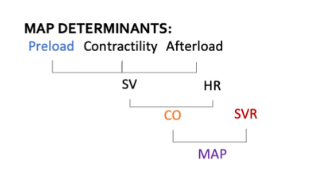 MAP DETERMINANTS:
Preload Contractility Afterload
SV HR
CO SVR
MAP